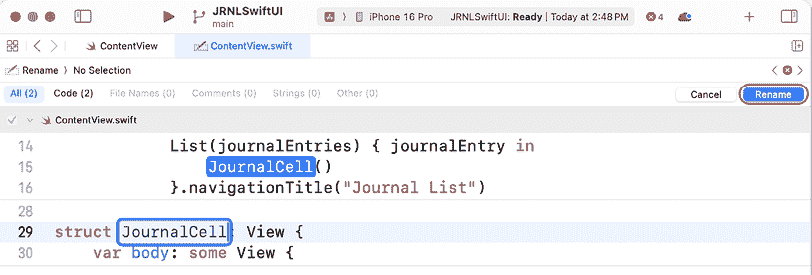 JRNLSwiftUI
main
iPhone 16 Pro
JRNLSwiftUI: Ready | Today at 2:48 PM
4
ContentView
ContentView.swift
Rename 〉 No Selection
All (2) Code (2) File Names (0) Comments (0) Strings (0) Other (0) Cancel Rename
ContentView.swift
14 List(journalEntries) { journalEntry in
15 JournalCell()
16 }.navigationTitle("Journal List")
28
29 struct JournalCell: View {
30 var body: some View {